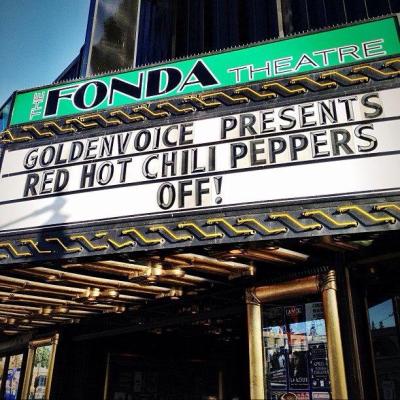 THE FONDA THEATRE
GOLDENVOICE PRESENTS
RED HOT CHILI PEPPERS
OFF!